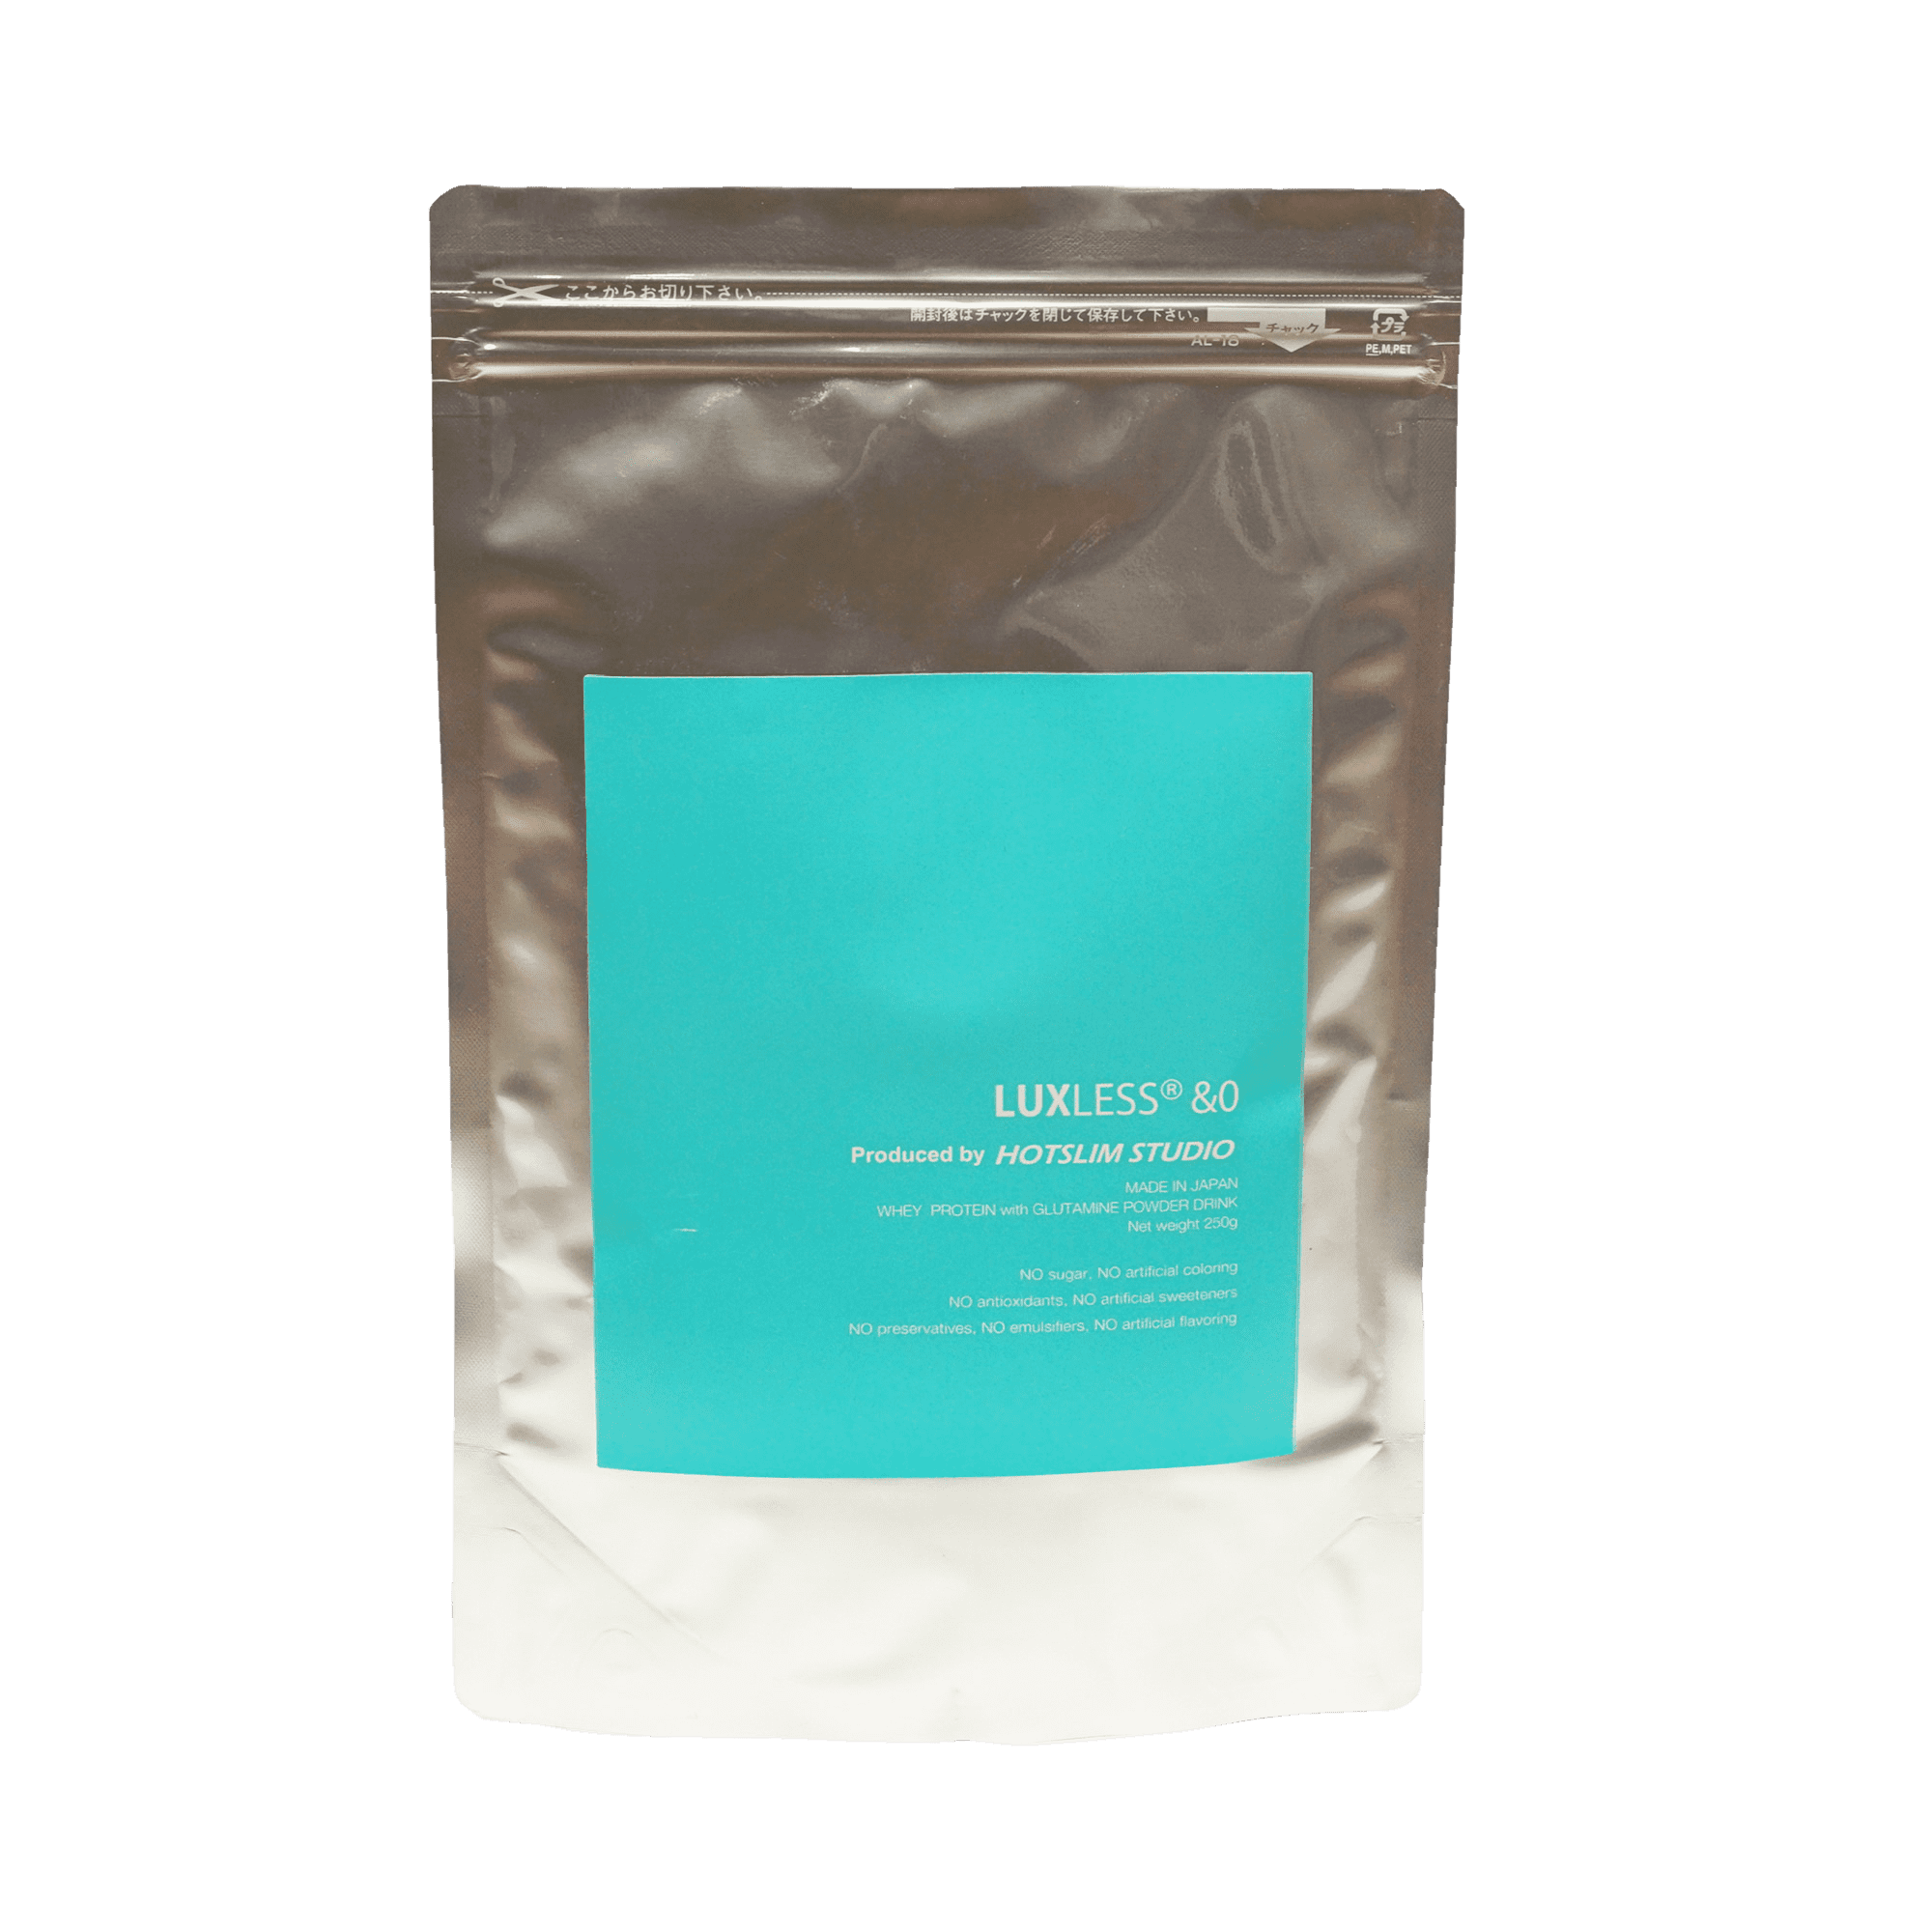 ここからお切り下さい。
開封後はチャックを閉じて保存して下さい。
チャック
プラ
AL-18
PE,M,PET
LUXLESS® &0
Produced by HOTSLIM STUDIO
MADE IN JAPAN
WHEY PROTEIN with GLUTAMINE POWDER DRINK
Net weight 250g
NO sugar, NO artificial coloring
NO antioxidants, NO artificial sweeteners
NO preservatives, NO emulsifiers, NO artificial flavoring